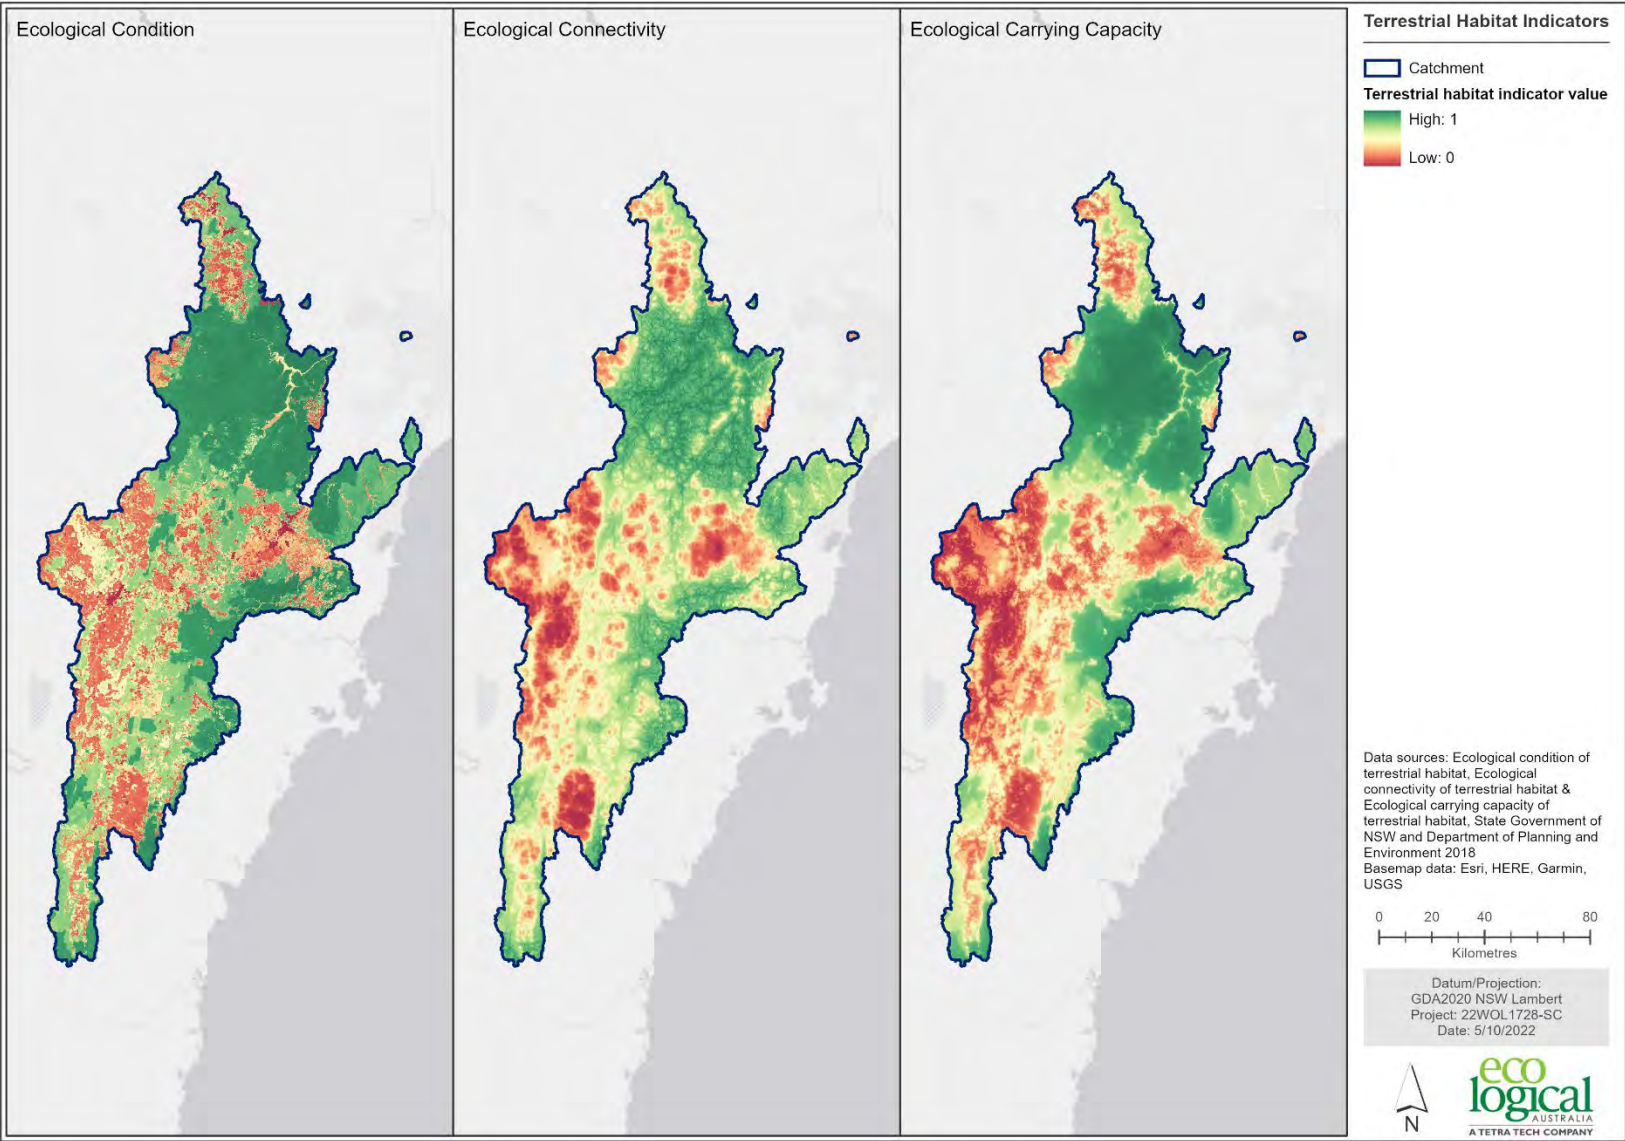 Ecological Condition
Ecological Connectivity
Ecological Carrying Capacity
Terrestrial Habitat Indicators
Catchment
Terrestrial habitat indicator value
High: 1
Low: 0
Data sources: Ecological condition of
terrestrial habitat, Ecological
connectivity of terrestrial habitat &
Ecological carrying capacity of
terrestrial habitat, State Government of
NSW and Department of Planning and
Environment 2018
Basemap data: Esri, HERE, Garmin,
USGS
0 20 40 80
Kilometres
Datum/Projection:
GDA2020 NSW Lambert
Project: 22WOL1728-SC
Date: 5/10/2022
N
eco
logical
AUSTRALIA
A TETRA TECH COMPANY